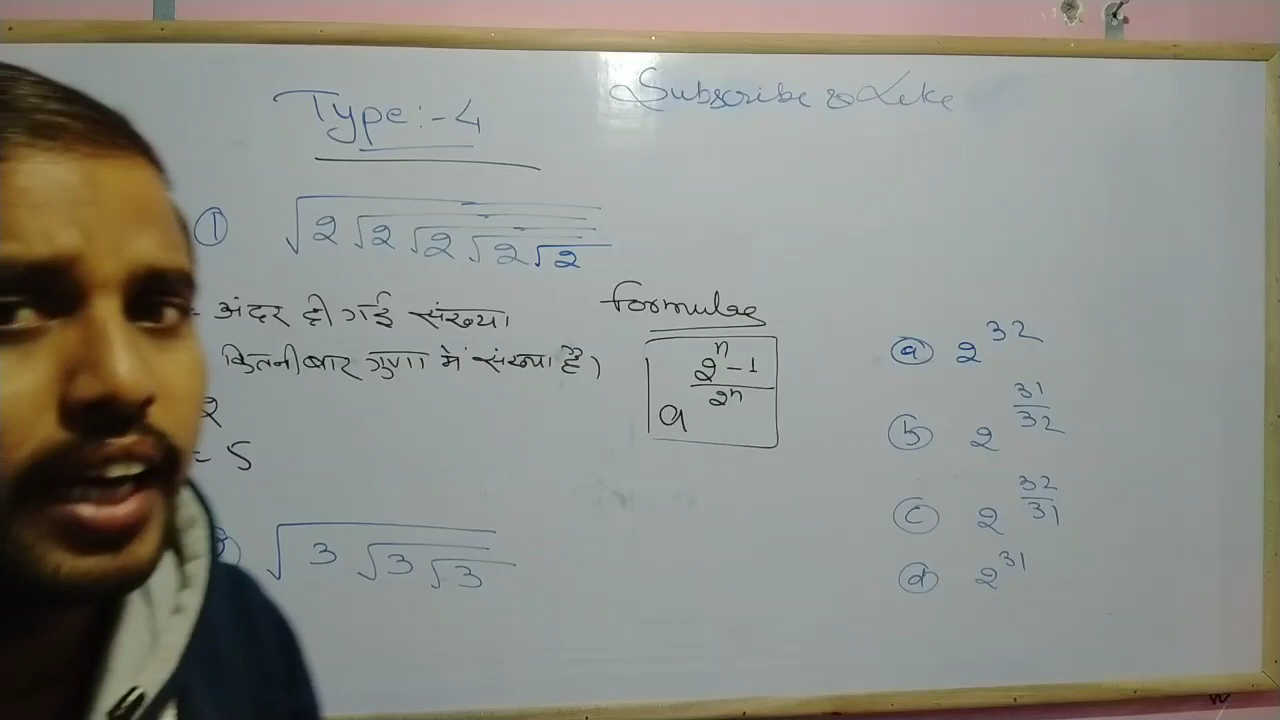 Type:-4
Subscribe & Like
① √2√2√2√2√2
- अंदर दी गई संख्या
कितनी बार गुणा में संख्या है।
2
- 5
formulae
a^((2^n-1)/(2^n))
ⓐ 2^32
ⓑ 2^(31/32)
ⓒ 2^(32/31)
ⓓ 2^31
√3√3√3